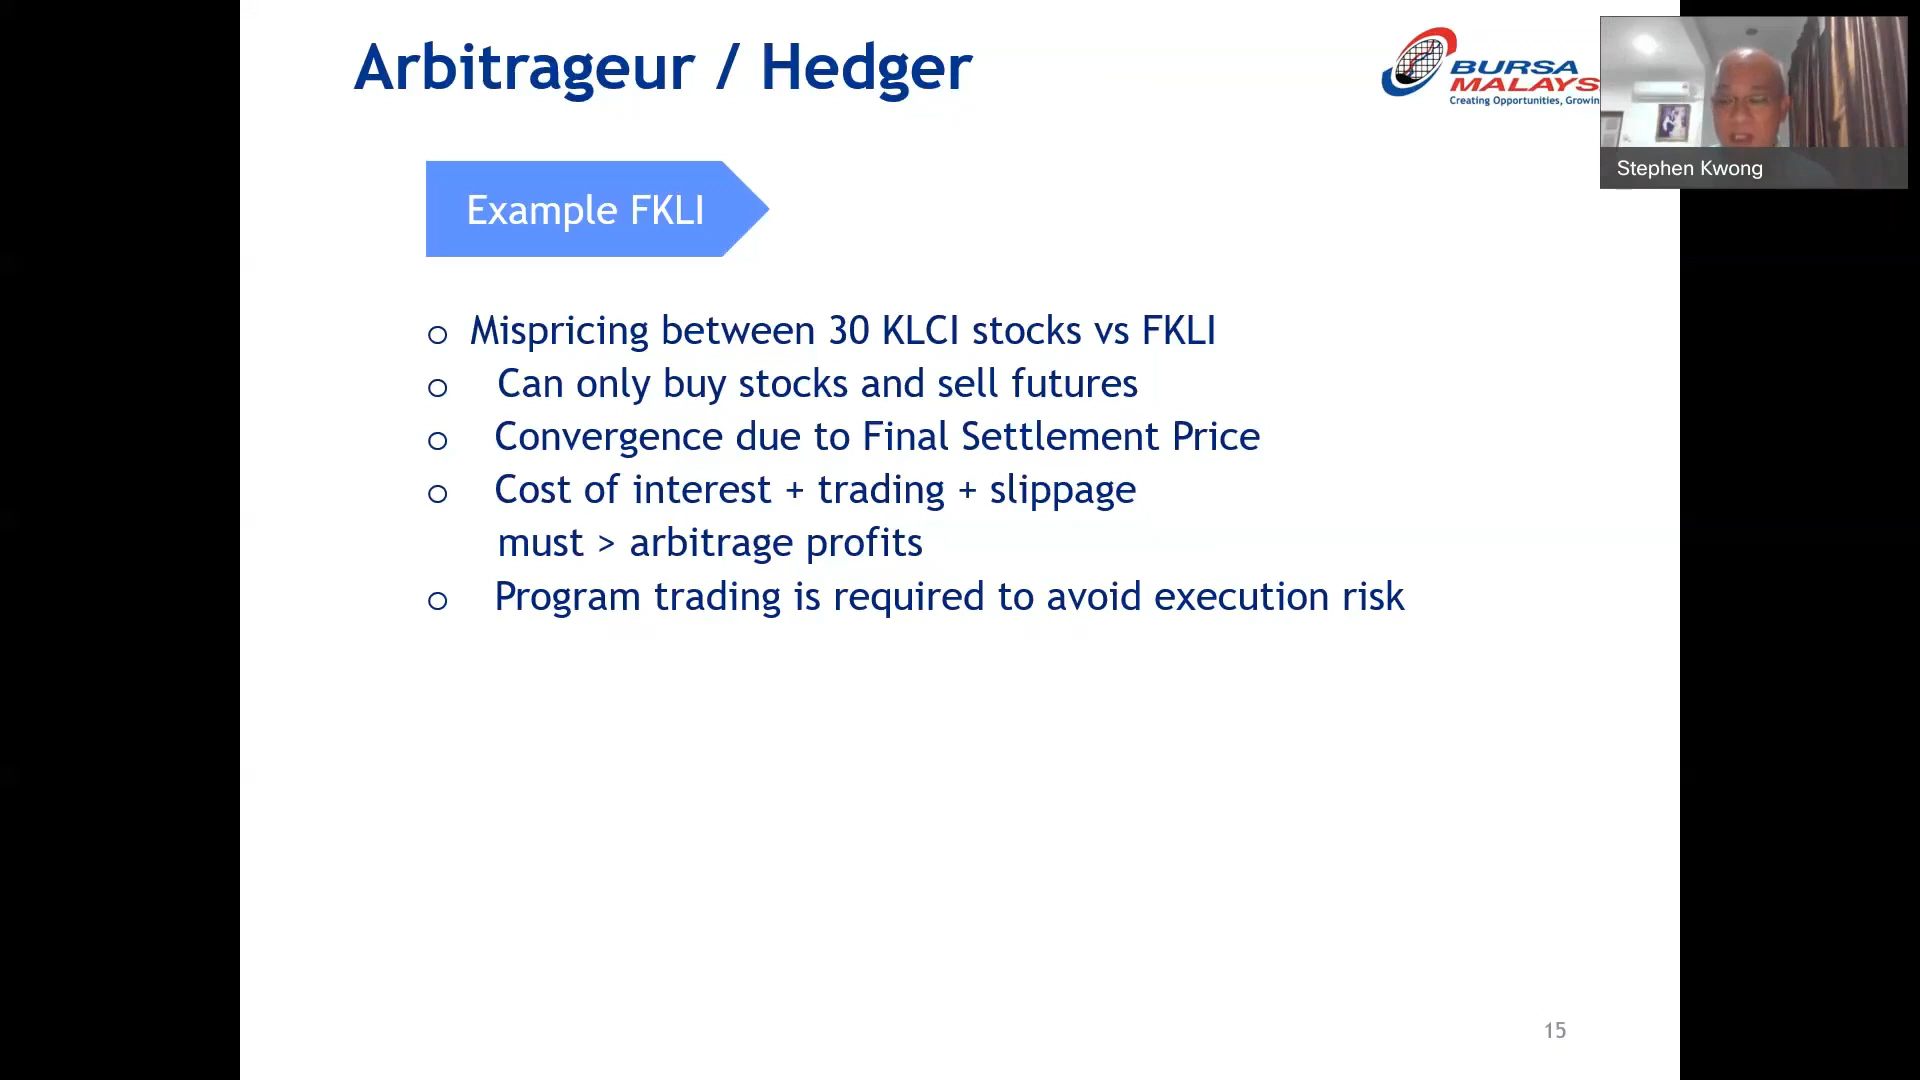 Arbitrageur / Hedger
BURSA
MALAYS
Creating Opportunities, Growin
Stephen Kwong
Example FKLI
o Mispricing between 30 KLCI stocks vs FKLI
o Can only buy stocks and sell futures
o Convergence due to Final Settlement Price
o Cost of interest + trading + slippage
must > arbitrage profits
o Program trading is required to avoid execution risk
15